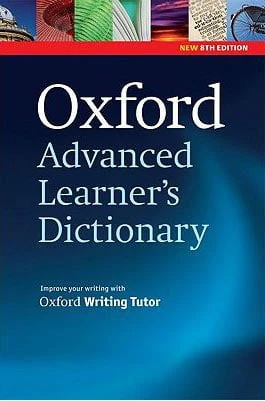 NEW 8TH EDITION
Oxford
Advanced
Learner's
Dictionary
Improve your writing with
Oxford Writing Tutor